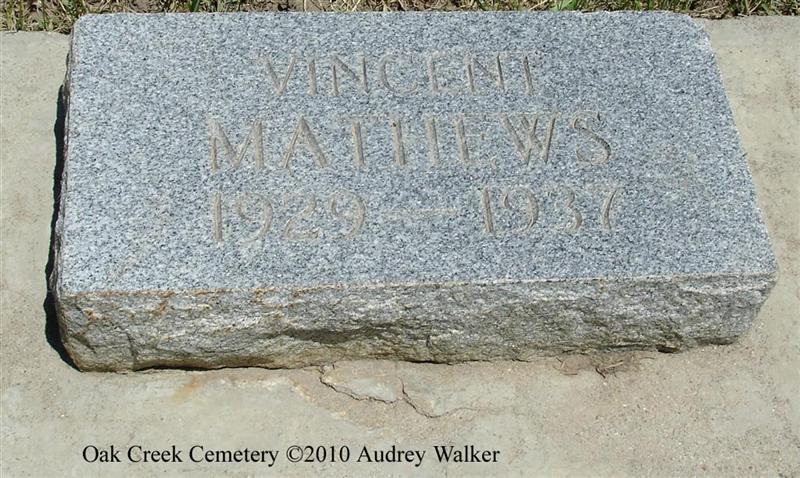 VINCENT
MATHEWS
1929 — 1937
Oak Creek Cemetery ©2010 Audrey Walker